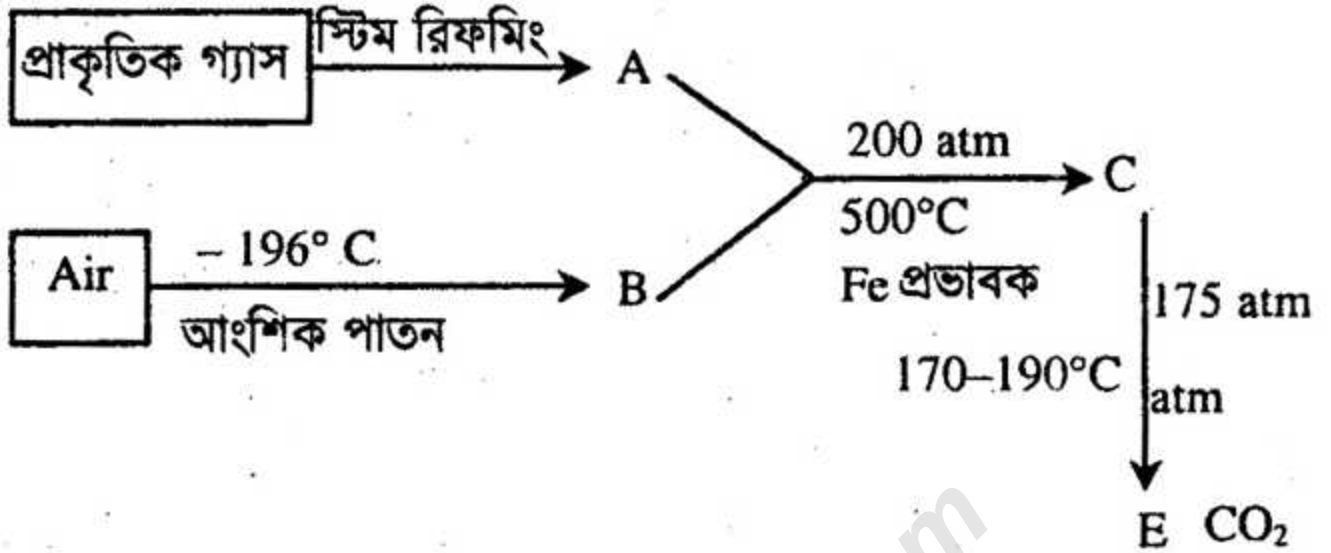 প্রাকৃতিক গ্যাস
স্টিম রিফমিং
A
200 atm
C
500°C
Fe প্রভাবক
Air
– 196° C.
আংশিক পাতন
B
175 atm
170–190°C
atm
E CO₂
m